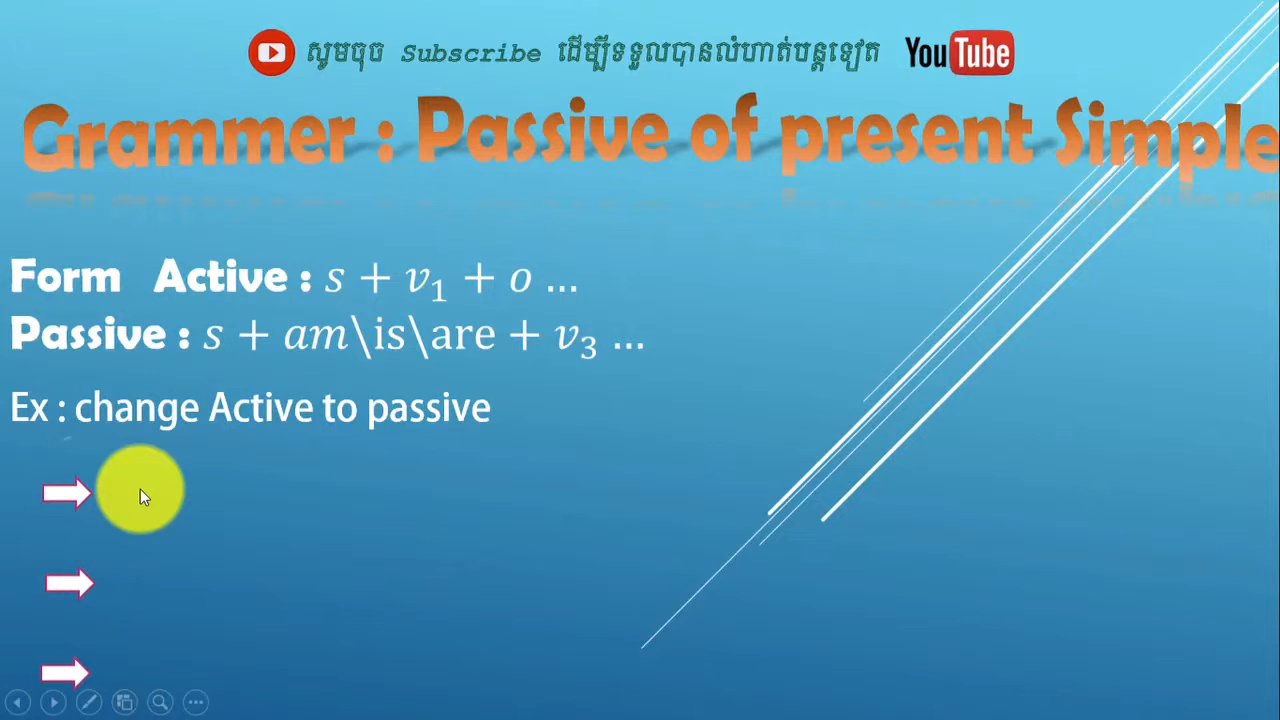 សូមចុច Subscribe ដើម្បីទទួលបានលំហាត់បន្តទៀត YouTube
Grammer : Passive of present Simple
Form Active : s + v₁ + o ...
Passive : s + am\is\are + v₃ ...
Ex : change Active to passive